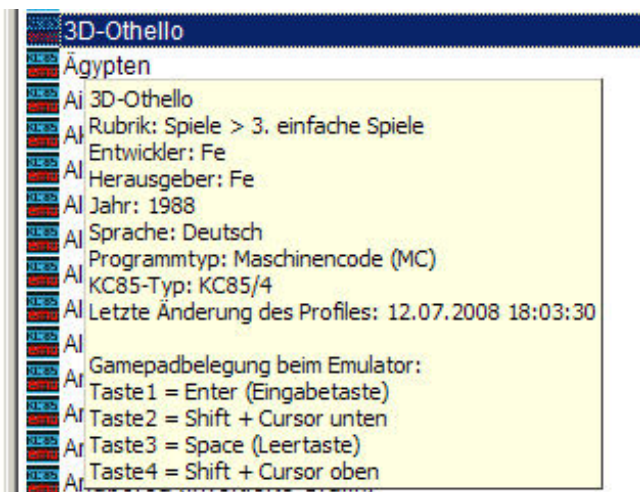 3D-Othello
Ägypten
3D-Othello
Rubrik: Spiele > 3. einfache Spiele
Entwickler: Fe
Herausgeber: Fe
Jahr: 1988
Sprache: Deutsch
Programmtyp: Maschinencode (MC)
KC85-Typ: KC85/4
Letzte Änderung des Profiles: 12.07.2008 18:03:30
Gamepadbelegung beim Emulator:
Taste1 = Enter (Eingabetaste)
Taste2 = Shift + Cursor unten
Taste3 = Space (Leertaste)
Taste4 = Shift + Cursor oben